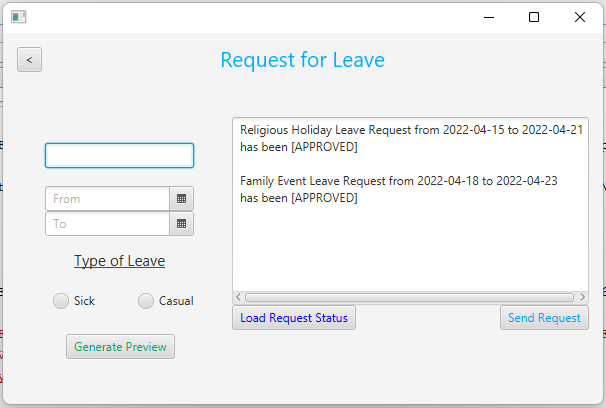 <
Request for Leave
From
To
Type of Leave
Sick
Casual
Generate Preview
Religious Holiday Leave Request from 2022-04-15 to 2022-04-21
has been [APPROVED]
Family Event Leave Request from 2022-04-18 to 2022-04-23
has been [APPROVED]
Load Request Status
Send Request